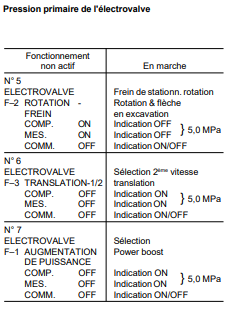 Pression primaire de l'électrovalve
Fonctionnement
non actif
En marche
N° 5
ELECTROVALVE Frein de stationn. rotation
F–2 ROTATION - Rotation & flèche
FREIN en excavation
COMP. ON Indication OFF
MES. ON Indication OFF } 5,0 MPa
COMM. OFF Indication ON/OFF
N° 6
ELECTROVALVE Sélection 2ème vitesse
F–3 TRANSLATION-1/2 translation
COMP. OFF Indication ON
MES. OFF Indication ON } 5,0 MPa
COMM. OFF Indication ON/OFF
N° 7
ELECTROVALVE Sélection
F–1 AUGMENTATION Power boost
DE PUISSANCE
COMP. OFF Indication ON
MES. OFF Indication ON } 5,0 MPa
COMM. OFF Indication ON/OFF